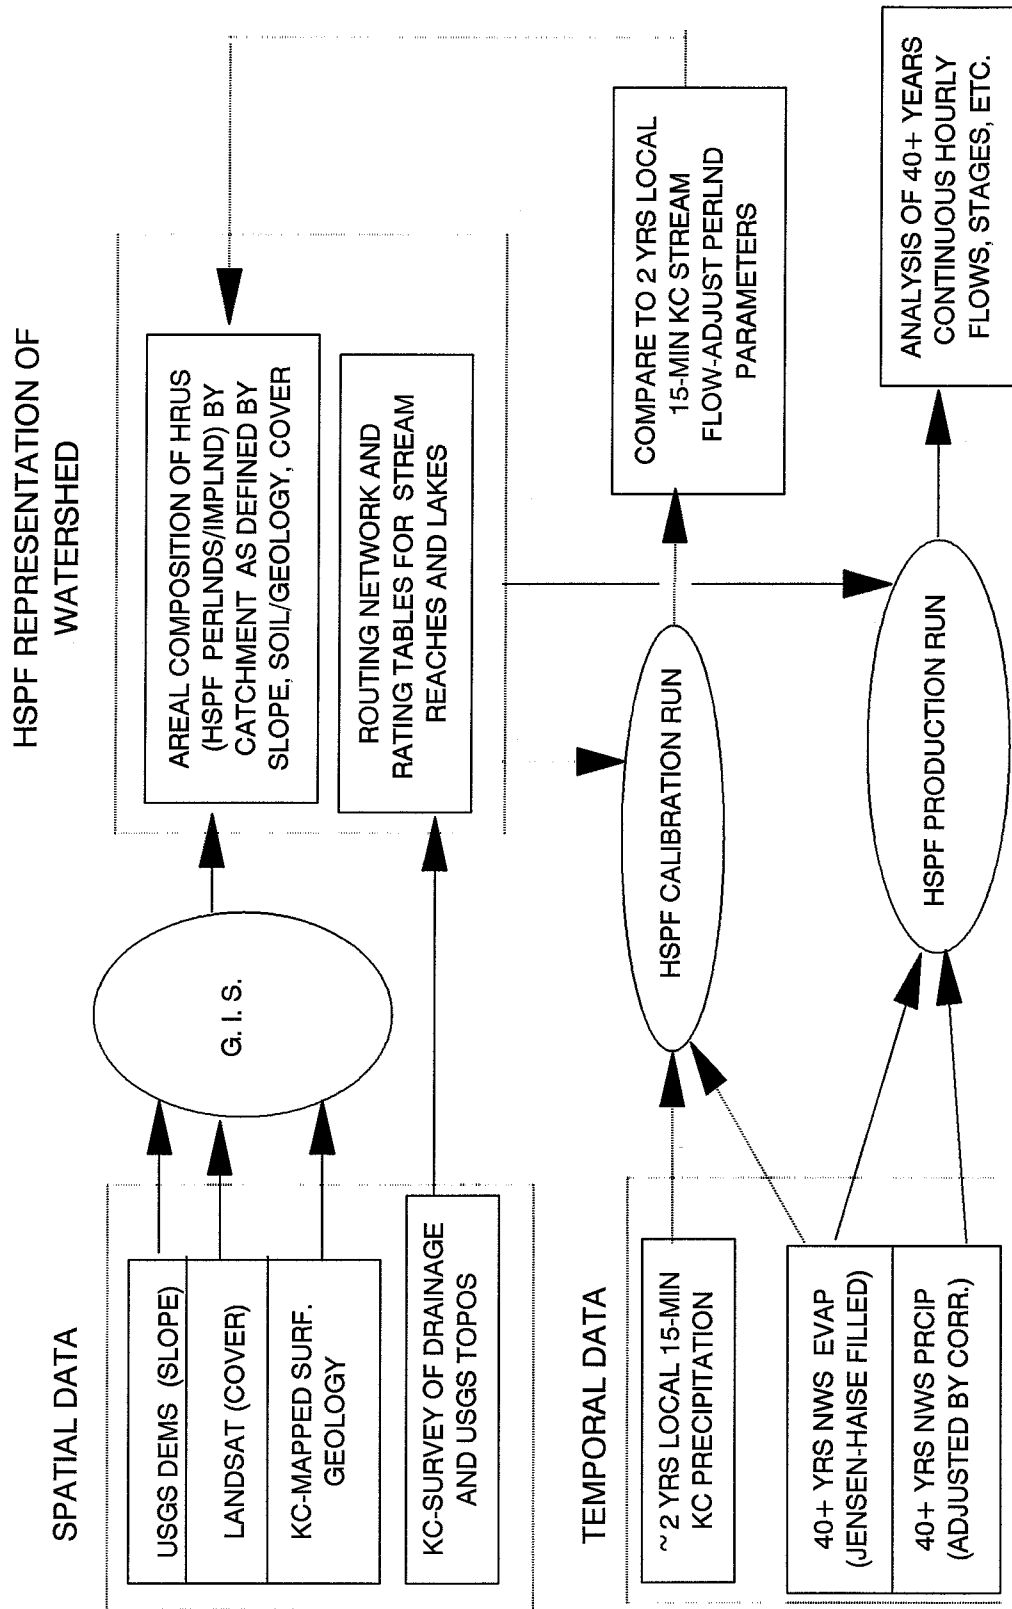 SPATIAL DATA
USGS DEMS (SLOPE)
LANDSAT (COVER)
KC-MAPPED SURF.
GEOLOGY
KC-SURVEY OF DRAINAGE
AND USGS TOPOS
G. I. S.
HSPF REPRESENTATION OF
WATERSHED
AREAL COMPOSITION OF HRUS
(HSPF PERLNDS/IMPLND) BY
CATCHMENT AS DEFINED BY
SLOPE, SOIL/GEOLOGY, COVER
ROUTING NETWORK AND
RATING TABLES FOR STREAM
REACHES AND LAKES
TEMPORAL DATA
~ 2 YRS LOCAL 15-MIN
KC PRECIPITATION
40+ YRS NWS EVAP
(JENSEN-HAISE FILLED)
40+ YRS NWS PRCIP
(ADJUSTED BY CORR.)
HSPF CALIBRATION RUN
COMPARE TO 2 YRS LOCAL
15-MIN KC STREAM
FLOW-ADJUST PERLND
PARAMETERS
HSPF PRODUCTION RUN
ANALYSIS OF 40+ YEARS
CONTINUOUS HOURLY
FLOWS, STAGES, ETC.